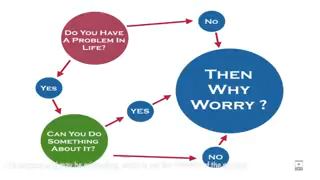 Do You Have
A Problem In
Life?
No
Yes
Then
Why
Worry ?
YES
Can You Do
Something
About It?
NO